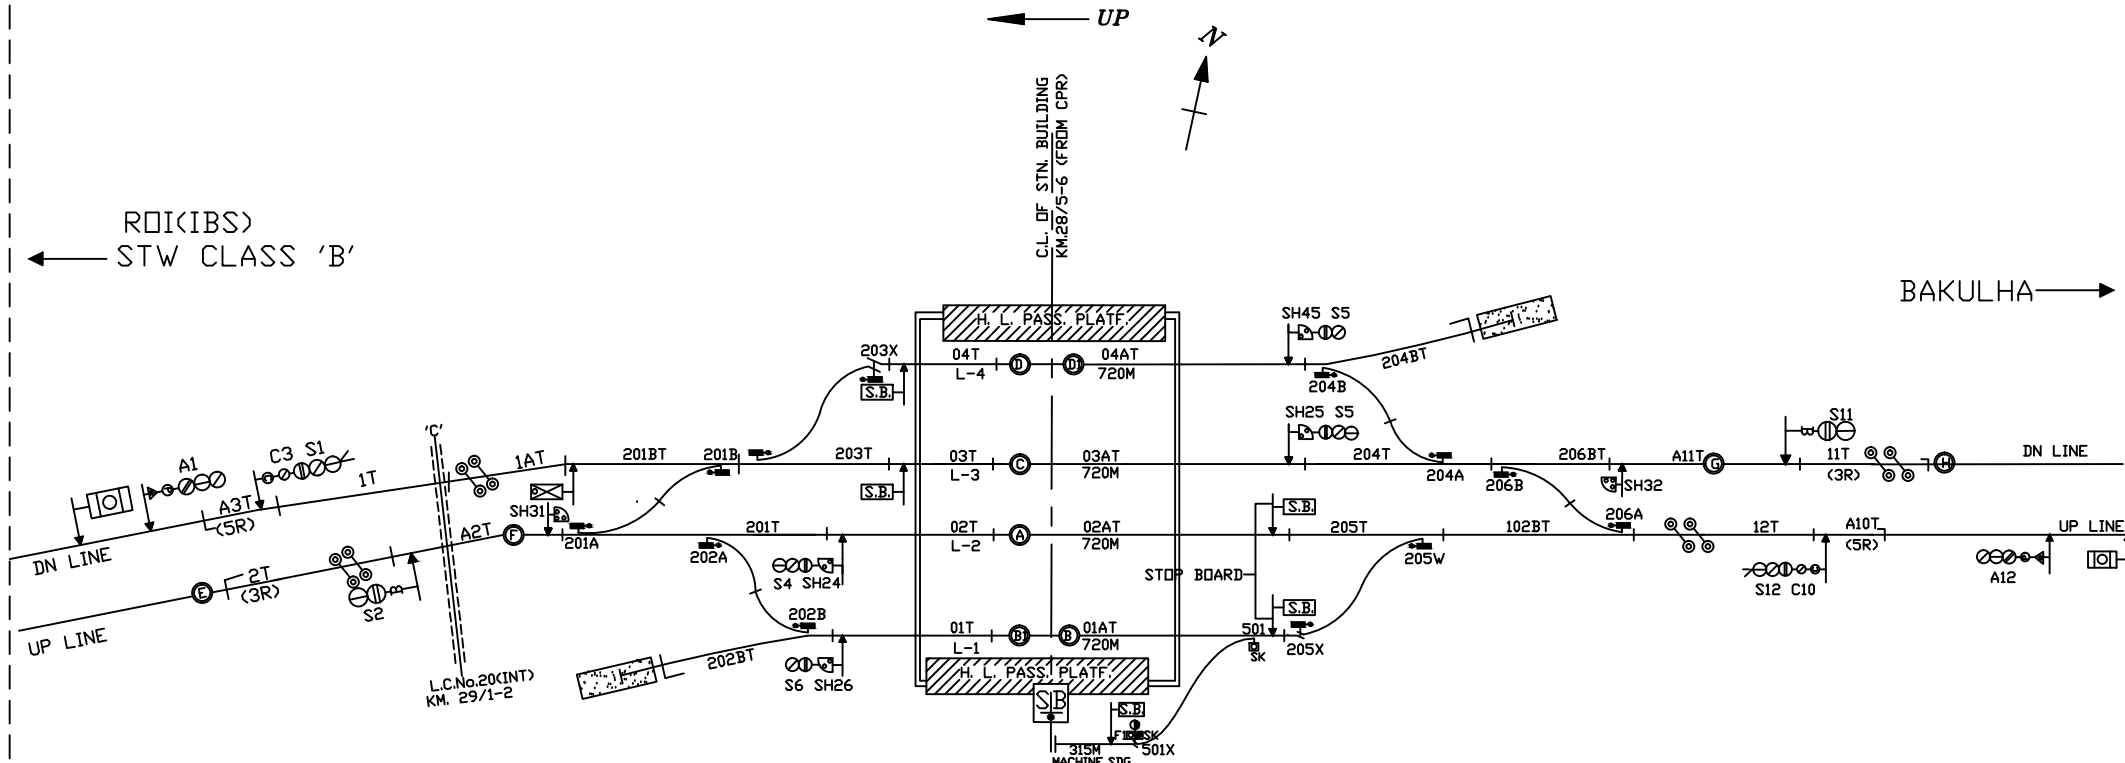 UP
N
C.L. OF STN. BUILDING
KM.28/5-6 (FROM CPR)
ROI(IBS)
STW CLASS 'B'
BAKULHA
H. L. PASS. PLATF.
SH45 S5
203X
04T
D
D1
04AT
L-4
720M
204BT
204B
S.B.
SH25 S5
S11
'C'
C3 S1
A1
1T
1AT
201BT
201B
203T
03T
C
03AT
L-3
720M
204T
204A
206BT
A11T
G
B
11T
(3R)
H
DN LINE
S.B.
206B
SH32
A3T
(5R)
SH31
206A
S.B.
DN LINE
A2T
F
201A
201T
02T
A
02AT
L-2
720M
205T
102BT
12T
A10T
(5R)
UP LINE
202A
205W
S4 SH24
STOP BOARD
A12
S12 C10
E
2T
(3R)
S2
B
202B
S.B.
UP LINE
202BT
01T
B1
B
01AT
L-1
720M
501
SK
205X
S6 SH26
H. L. PASS. PLATF.
L.C.No.20(INT)
KM. 29/1-2
SB
S.B.
SK
501X
315M
MACHINE SDG